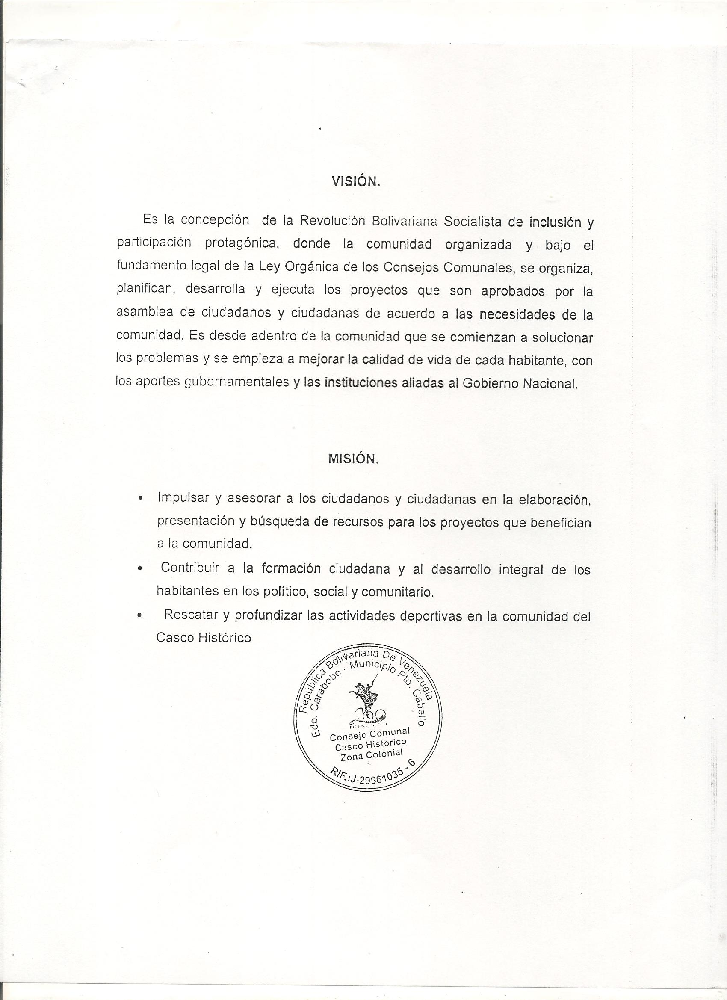 VISIÓN.
Es la concepción de la Revolución Bolivariana Socialista de inclusión y
participación protagónica, donde la comunidad organizada y bajo el
fundamento legal de la Ley Orgánica de los Consejos Comunales, se organiza,
planifican, desarrolla y ejecuta los proyectos que son aprobados por la
asamblea de ciudadanos y ciudadanas de acuerdo a las necesidades de la
comunidad. Es desde adentro de la comunidad que se comienzan a solucionar
los problemas y se empieza a mejorar la calidad de vida de cada habitante, con
los aportes gubernamentales y las instituciones aliadas al Gobierno Nacional.
MISIÓN.
• Impulsar y asesorar a los ciudadanos y ciudadanas en la elaboración,
presentación y búsqueda de recursos para los proyectos que benefician
a la comunidad.
• Contribuir a la formación ciudadana y al desarrollo integral de los
habitantes en los político, social y comunitario.
• Rescatar y profundizar las actividades deportivas en la comunidad del
Casco Histórico
República Bolivariana De Venezuela
Edo. Carabobo - Municipio Pto. Cabello
200
Consejo Comunal
Casco Histórico
Zona Colonial
RIF.:J-29961035 - 6